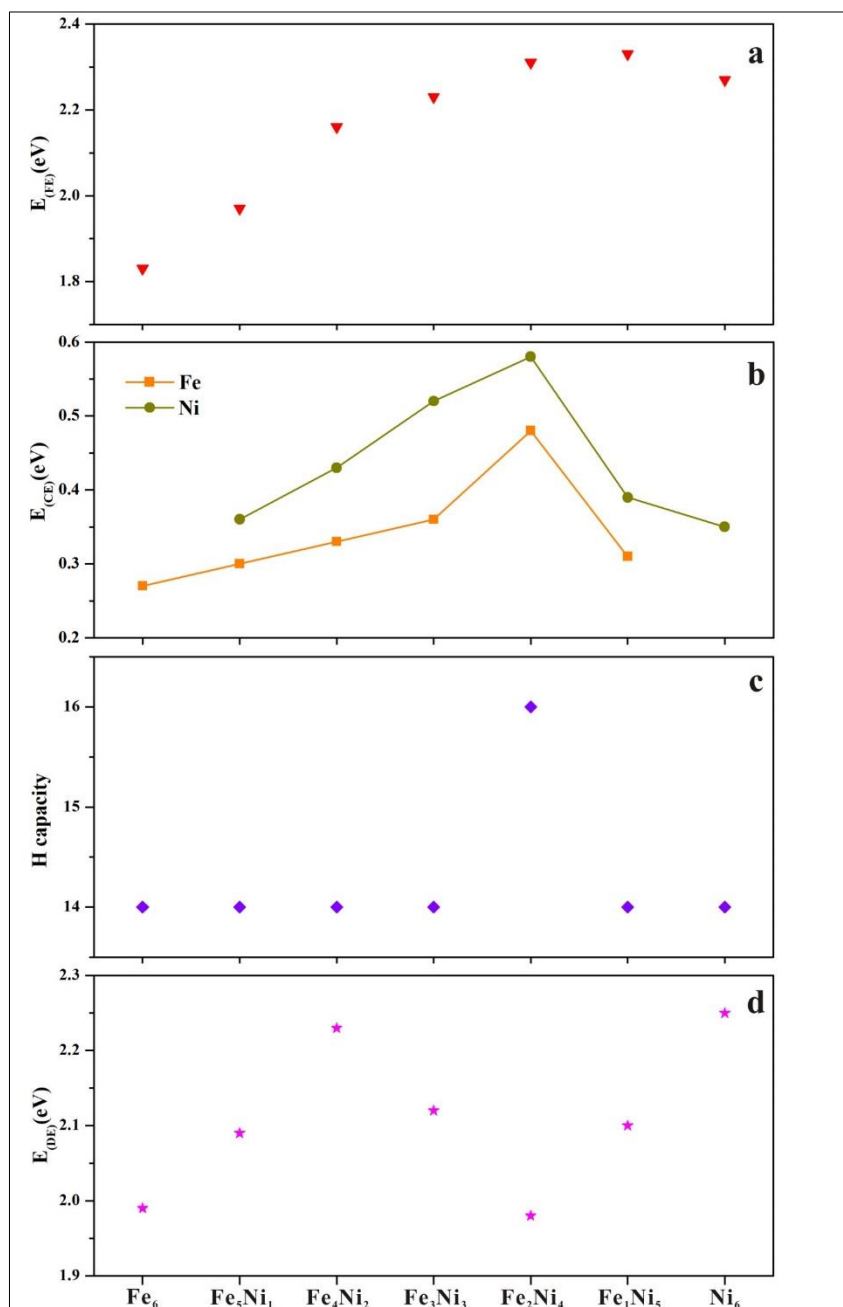 a
2.4
2.2
2.0
1.8
E(FE)(eV)
b
0.6
0.5
0.4
0.3
0.2
E(CE)(eV)
Fe
Ni
c
16
15
14
H capacity
d
2.3
2.2
2.1
2.0
1.9
E(DE)(eV)
Fe₆ Fe₅Ni₁ Fe₄Ni₂ Fe₃Ni₃ Fe₂Ni₄ Fe₁Ni₅ Ni₆